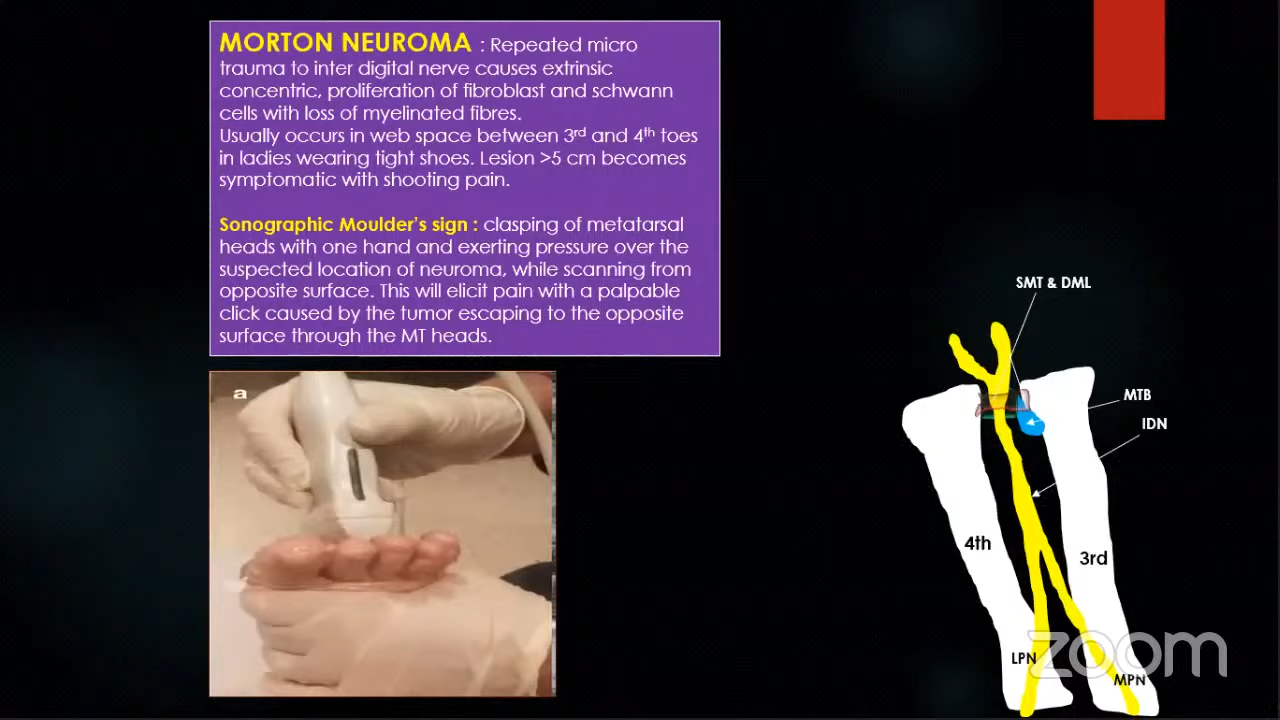 MORTON NEUROMA : Repeated micro
trauma to inter digital nerve causes extrinsic
concentric, proliferation of fibroblast and schwann
cells with loss of myelinated fibres.
Usually occurs in web space between 3rd and 4th toes
in ladies wearing tight shoes. Lesion >5 cm becomes
symptomatic with shooting pain.
Sonographic Moulder's sign : clasping of metatarsal
heads with one hand and exerting pressure over the
suspected location of neuroma, while scanning from
opposite surface. This will elicit pain with a palpable
click caused by the tumor escaping to the opposite
surface through the MT heads.
a
SMT & DML
MTB
IDN
4th
3rd
LPN
MPN
zoom